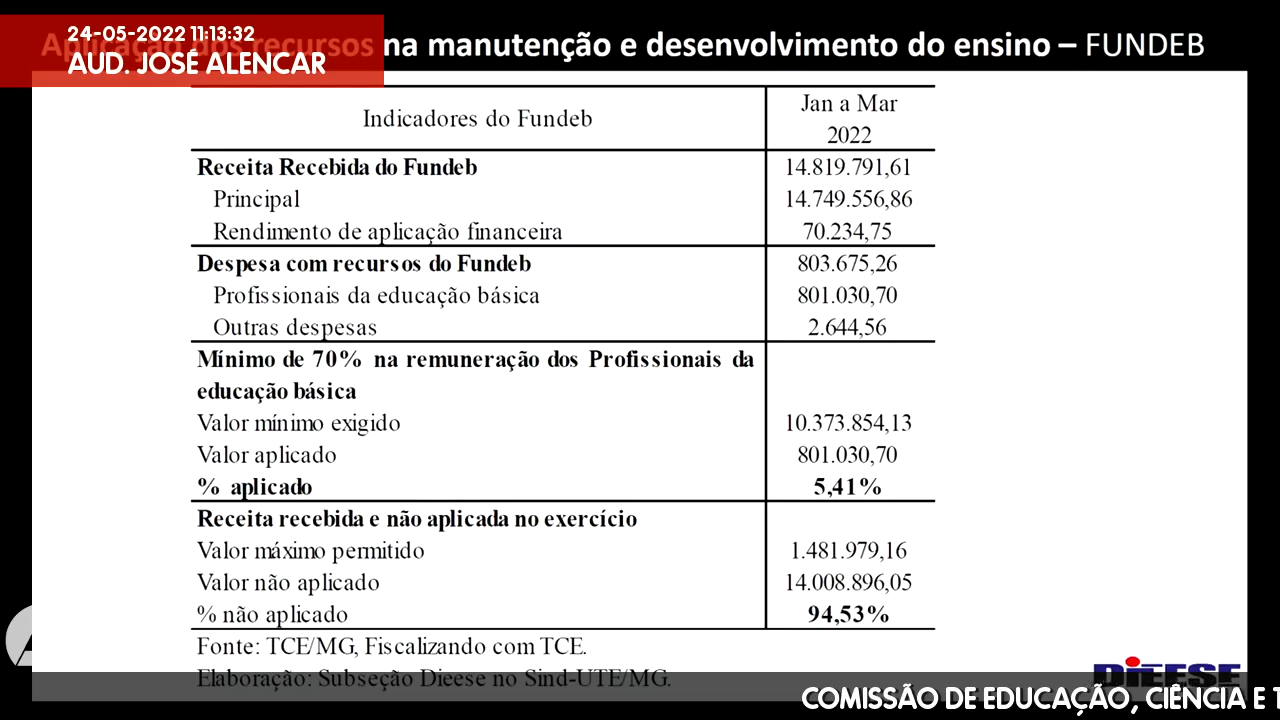 24-05-2022 11:13:32
AUD. JOSÉ ALENCAR
Aplicação dos recursos na manutenção e desenvolvimento do ensino – FUNDEB
Indicadores do Fundeb
Jan a Mar
2022
Receita Recebida do Fundeb 14.819.791,61
Principal 14.749.556,86
Rendimento de aplicação financeira 70.234,75
Despesa com recursos do Fundeb 803.675,26
Profissionais da educação básica 801.030,70
Outras despesas 2.644,56
Mínimo de 70% na remuneração dos Profissionais da
educação básica
Valor mínimo exigido 10.373.854,13
Valor aplicado 801.030,70
% aplicado 5,41%
Receita recebida e não aplicada no exercício
Valor máximo permitido 1.481.979,16
Valor não aplicado 14.008.896,05
% não aplicado 94,53%
Fonte: TCE/MG, Fiscalizando com TCE.
Elaboração: Subseção Dieese no Sind-UTE/MG.
DIEESE
COMISSÃO DE EDUCAÇÃO, CIÊNCIA E